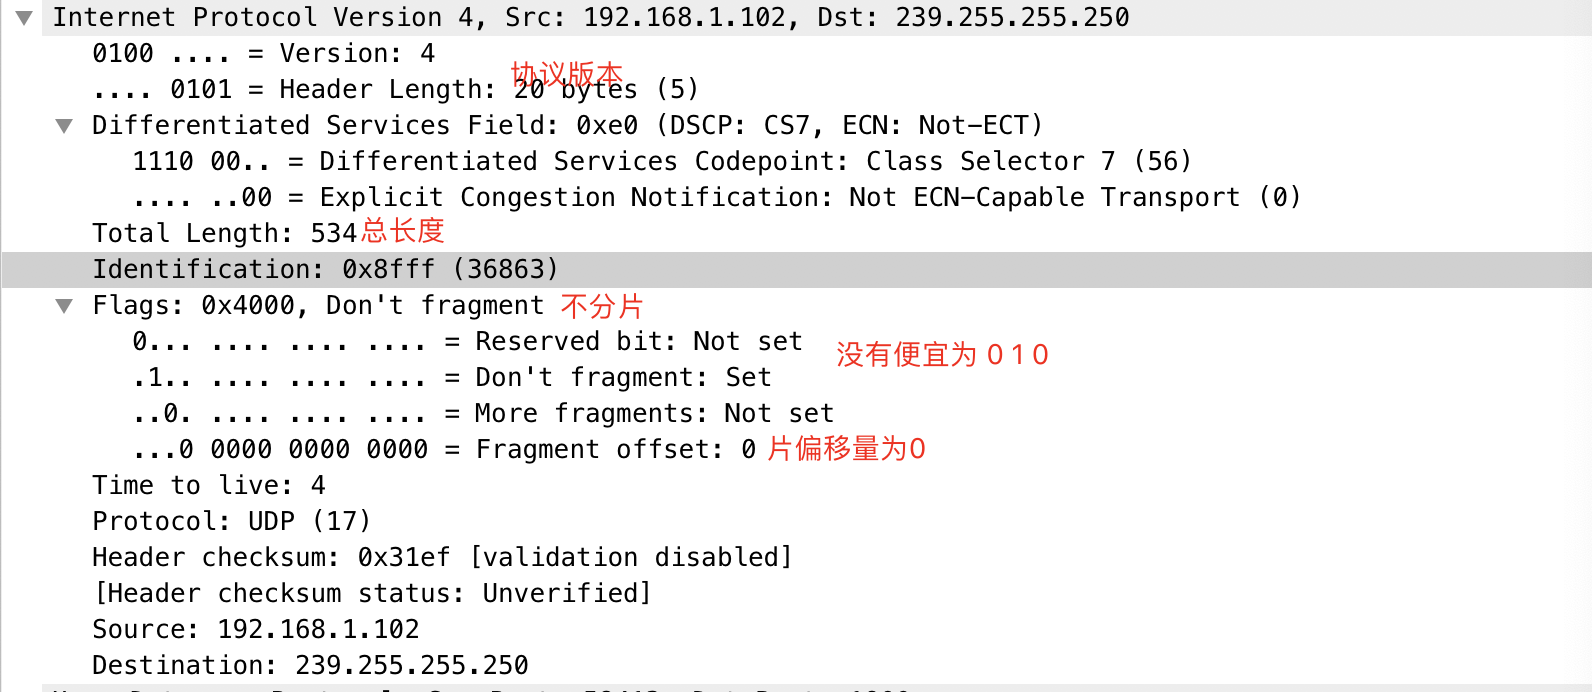 Internet Protocol Version 4, Src: 192.168.1.102, Dst: 239.255.255.250
0100 .... = Version: 4
协议版本
.... 0101 = Header Length: 20 bytes (5)
Differentiated Services Field: 0xe0 (DSCP: CS7, ECN: Not-ECT)
1110 00.. = Differentiated Services Codepoint: Class Selector 7 (56)
.... ..00 = Explicit Congestion Notification: Not ECN-Capable Transport (0)
Total Length: 534 总长度
Identification: 0x8fff (36863)
Flags: 0x4000, Don't fragment 不分片
0... .... .... .... = Reserved bit: Not set
没有便宜为 0 1 0
.1.. .... .... .... = Don't fragment: Set
..0. .... .... .... = More fragments: Not set
...0 0000 0000 0000 = Fragment offset: 0 片偏移量为0
Time to live: 4
Protocol: UDP (17)
Header checksum: 0x31ef [validation disabled]
[Header checksum status: Unverified]
Source: 192.168.1.102
Destination: 239.255.255.250